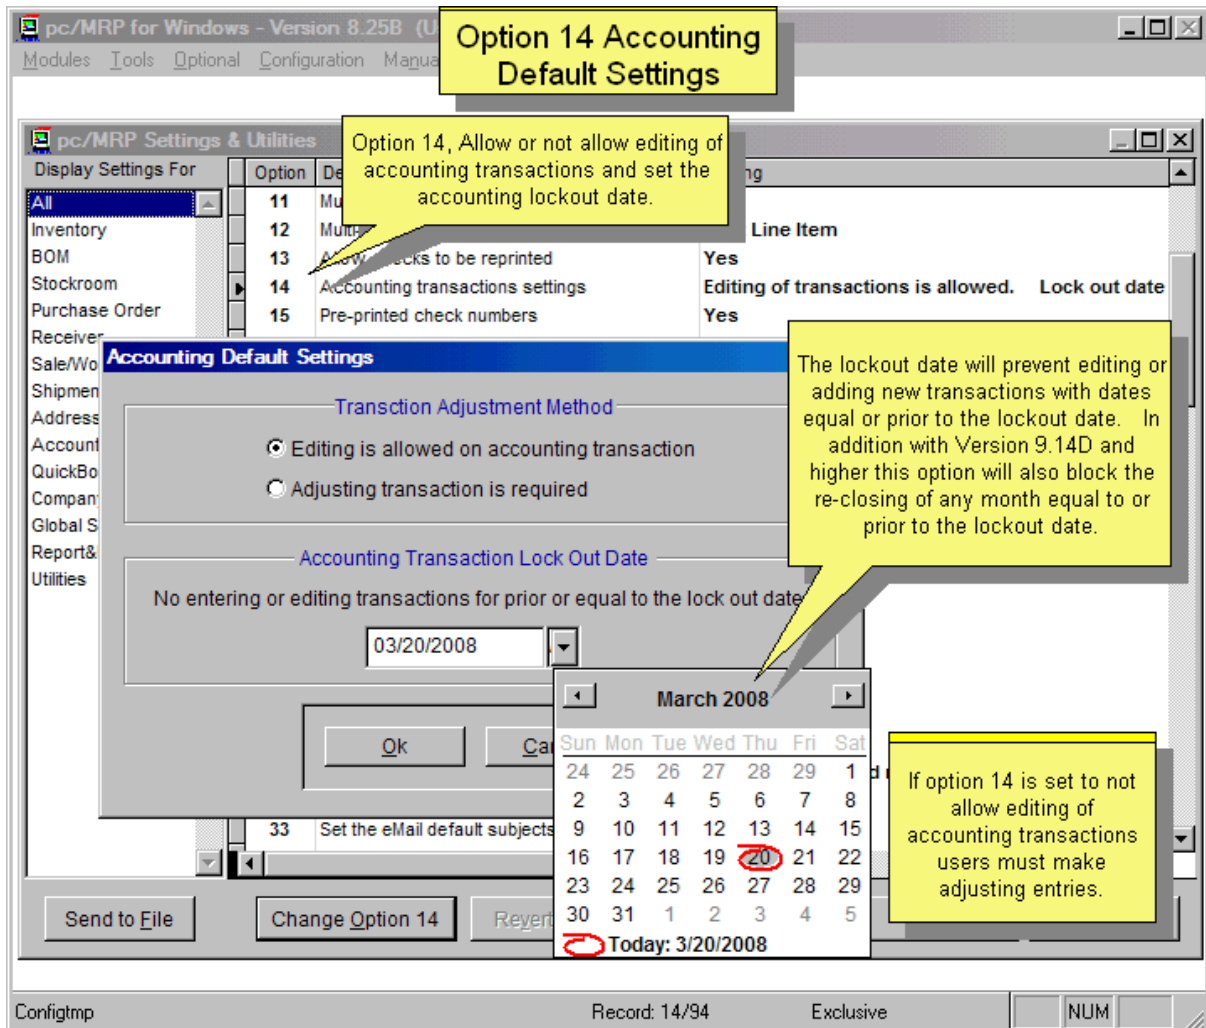 pc/MRP for Windows - Version 8.25B (U
Option 14 Accounting
Default Settings
Modules Tools Optional Configuration Manua
pc/MRP Settings & Utilities
Option 14, Allow or not allow editing of
accounting transactions and set the
accounting lockout date.
Display Settings For
All
Inventory
BOM
Stockroom
Purchase Order
Receiver
Sale/Wo
Shipmen
Address
Account
QuickBo
Company
Global S
Report&
Utilities
Option De ng
11 Mu
12 Multi- Line Item
13 Allow checks to be reprinted Yes
14 Accounting transactions settings Editing of transactions is allowed. Lock out date
15 Pre-printed check numbers Yes
Accounting Default Settings
Transction Adjustment Method
Editing is allowed on accounting transaction
Adjusting transaction is required
Accounting Transaction Lock Out Date
No entering or editing transactions for prior or equal to the lock out date
03/20/2008
Ok Ca
The lockout date will prevent editing or
adding new transactions with dates
equal or prior to the lockout date. In
addition with Version 9.14D and
higher this option will also block the
re-closing of any month equal to or
prior to the lockout date.
March 2008
Sun Mon Tue Wed Thu Fri Sat
24 25 26 27 28 29 1
2 3 4 5 6 7 8
9 10 11 12 13 14 15
16 17 18 19 20 21 22
23 24 25 26 27 28 29
30 31 1 2 3 4 5
Today: 3/20/2008
If option 14 is set to not
allow editing of
accounting transactions
users must make
adjusting entries.
33 Set the eMail default subjects
Send to File
Change Option 14
Revert
Configtmp Record: 14/94 Exclusive NUM